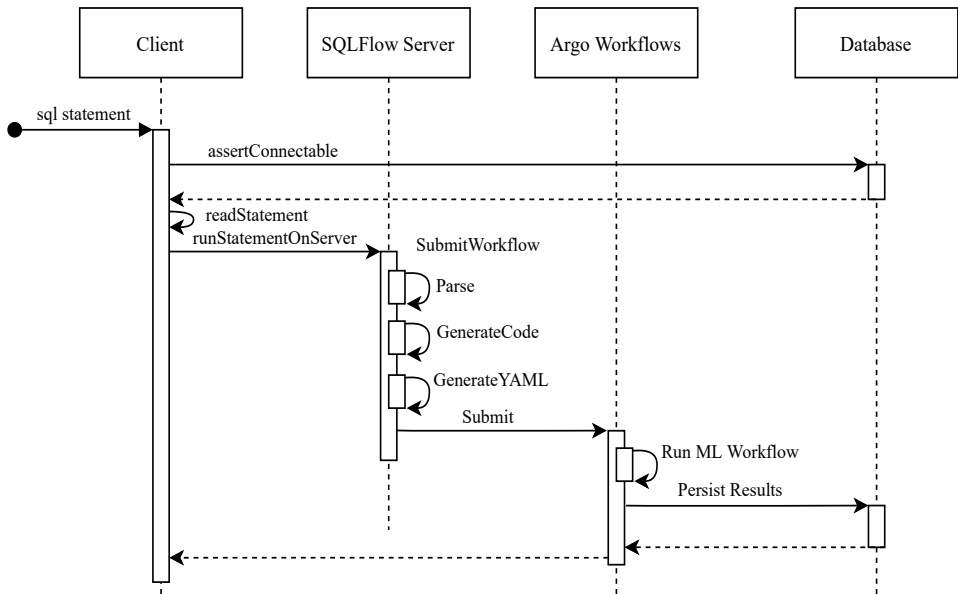 Client
SQLFlow Server
Argo Workflows
Database
sql statement
assertConnectable
readStatement
runStatementOnServer
SubmitWorkflow
Parse
GenerateCode
GenerateYAML
Submit
Run ML Workflow
Persist Results